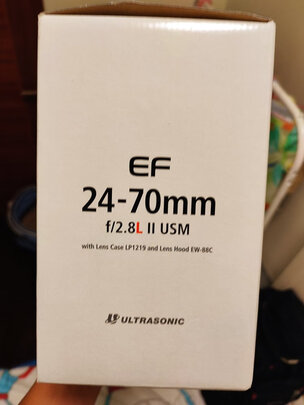 EF
24-70mm
f/2.8L II USM
with Lens Case LP1219 and Lens Hood EW-88C
ULTRASONIC